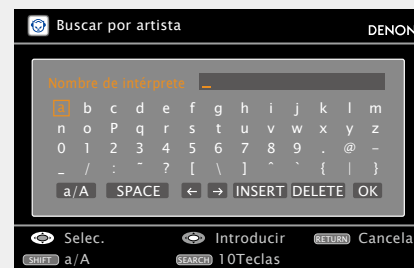 Buscar por artista
DENON
Nombre de intérprete _
a b c d e f g h i j k l m
n o P q r s t u v w x y z
0 1 2 3 4 5 6 7 8 9 . @ –
_ / : ~ ? [ \ ] ^ ` { | }
a/A SPACE ← → INSERT DELETE OK
Selec. Introducir RETURN Cancela
SHIFT a/A SEARCH 10Teclas